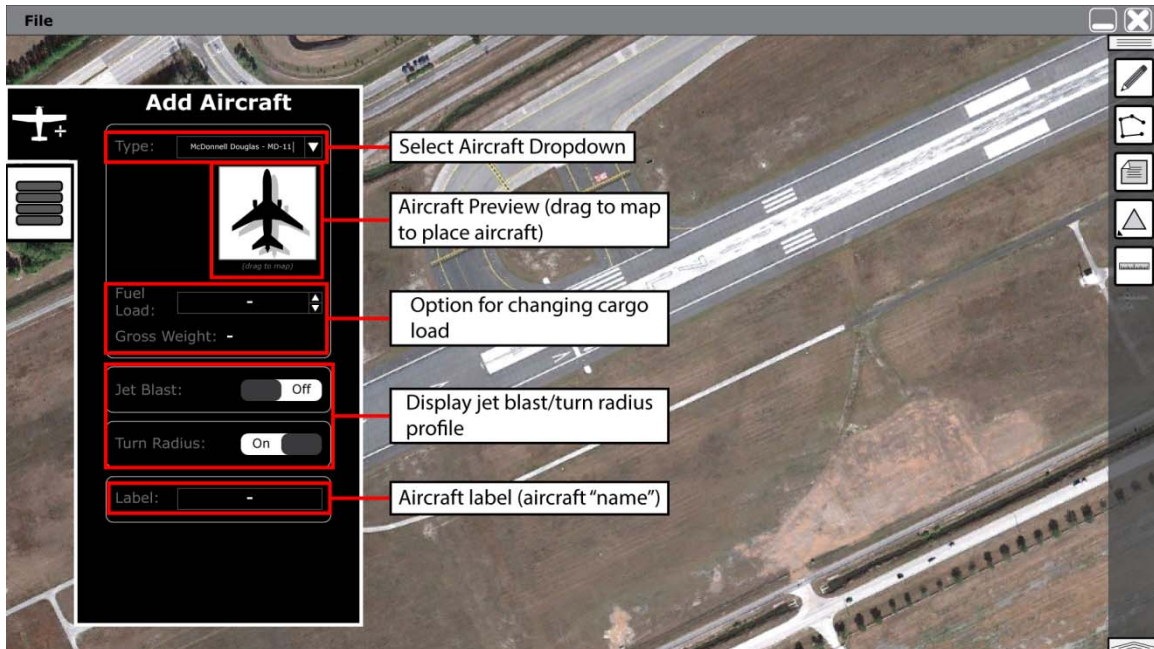 File
Add Aircraft
Type:
McDonnell Douglas - MD-11
Select Aircraft Dropdown
Aircraft Preview (drag to map
to place aircraft)
(drag to map)
Fuel
Load:
-
Gross Weight: -
Option for changing cargo
load
Jet Blast:
Off
Turn Radius:
On
Display jet blast/turn radius
profile
Label:
-
Aircraft label (aircraft “name”)